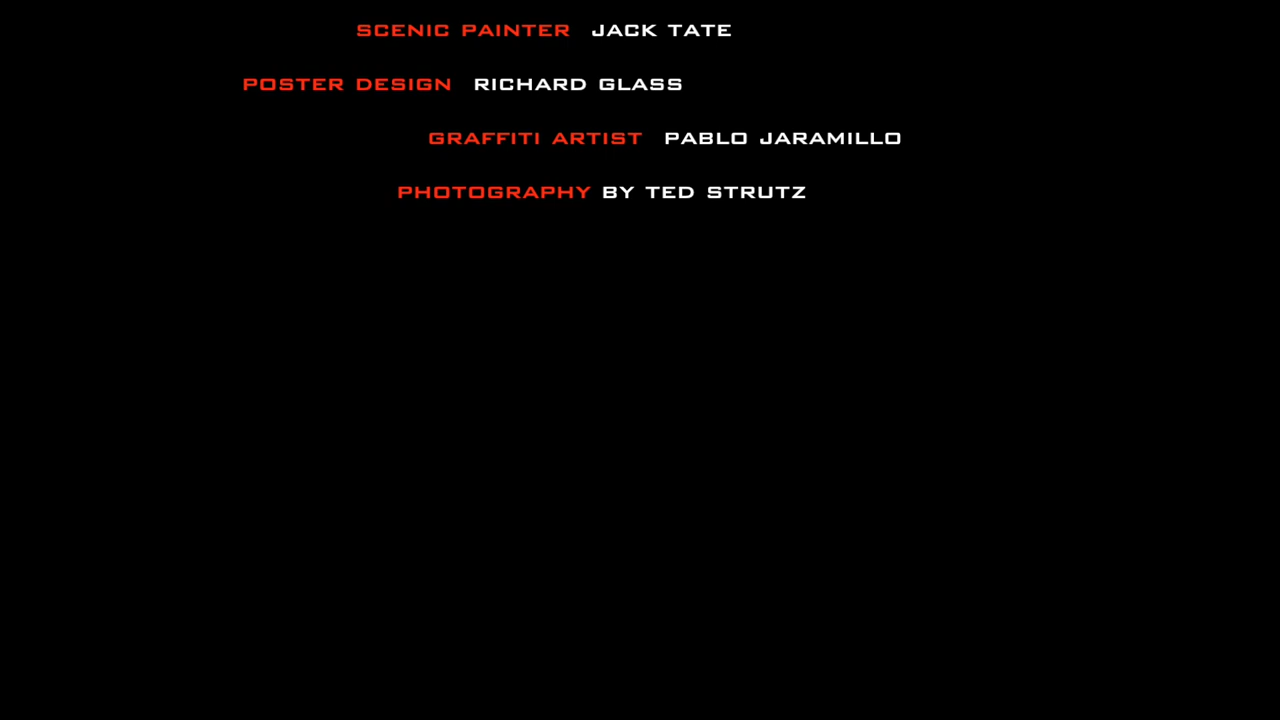 SCENIC PAINTER JACK TATE
POSTER DESIGN RICHARD GLASS
GRAFFITI ARTIST PABLO JARAMILLO
PHOTOGRAPHY BY TED STRUTZ